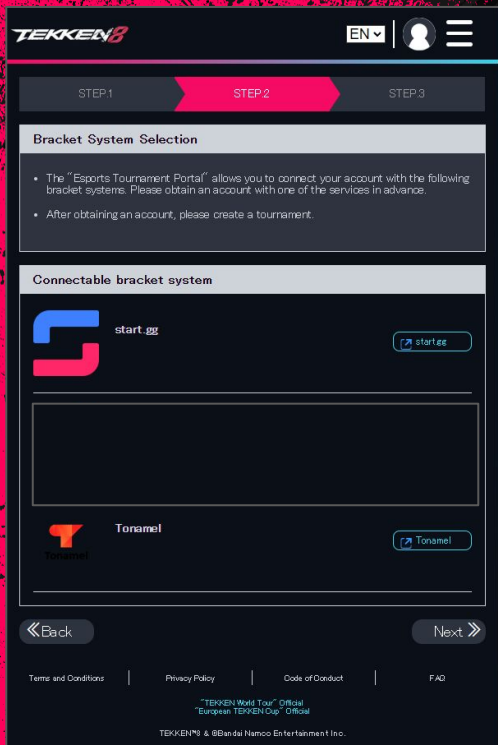 TEKKEN8
EN
STEP.1
STEP.2
STEP.3
Bracket System Selection
• The "Esports Tournament Portal" allows you to connect your account with the following
bracket systems. Please obtain an account with one of the services in advance.
• After obtaining an account, please create a tournament.
Connectable bracket system
start.gg
start.gg
Tonamel
Tonamel
Tonamel
Back
Next
Terms and Conditions
Privacy Policy
Code of Conduct
FAQ
"TEKKEN World Tour" Official
"European TEKKEN Cup" Official
TEKKEN™8 & ©Bandai Namco Entertainment Inc.